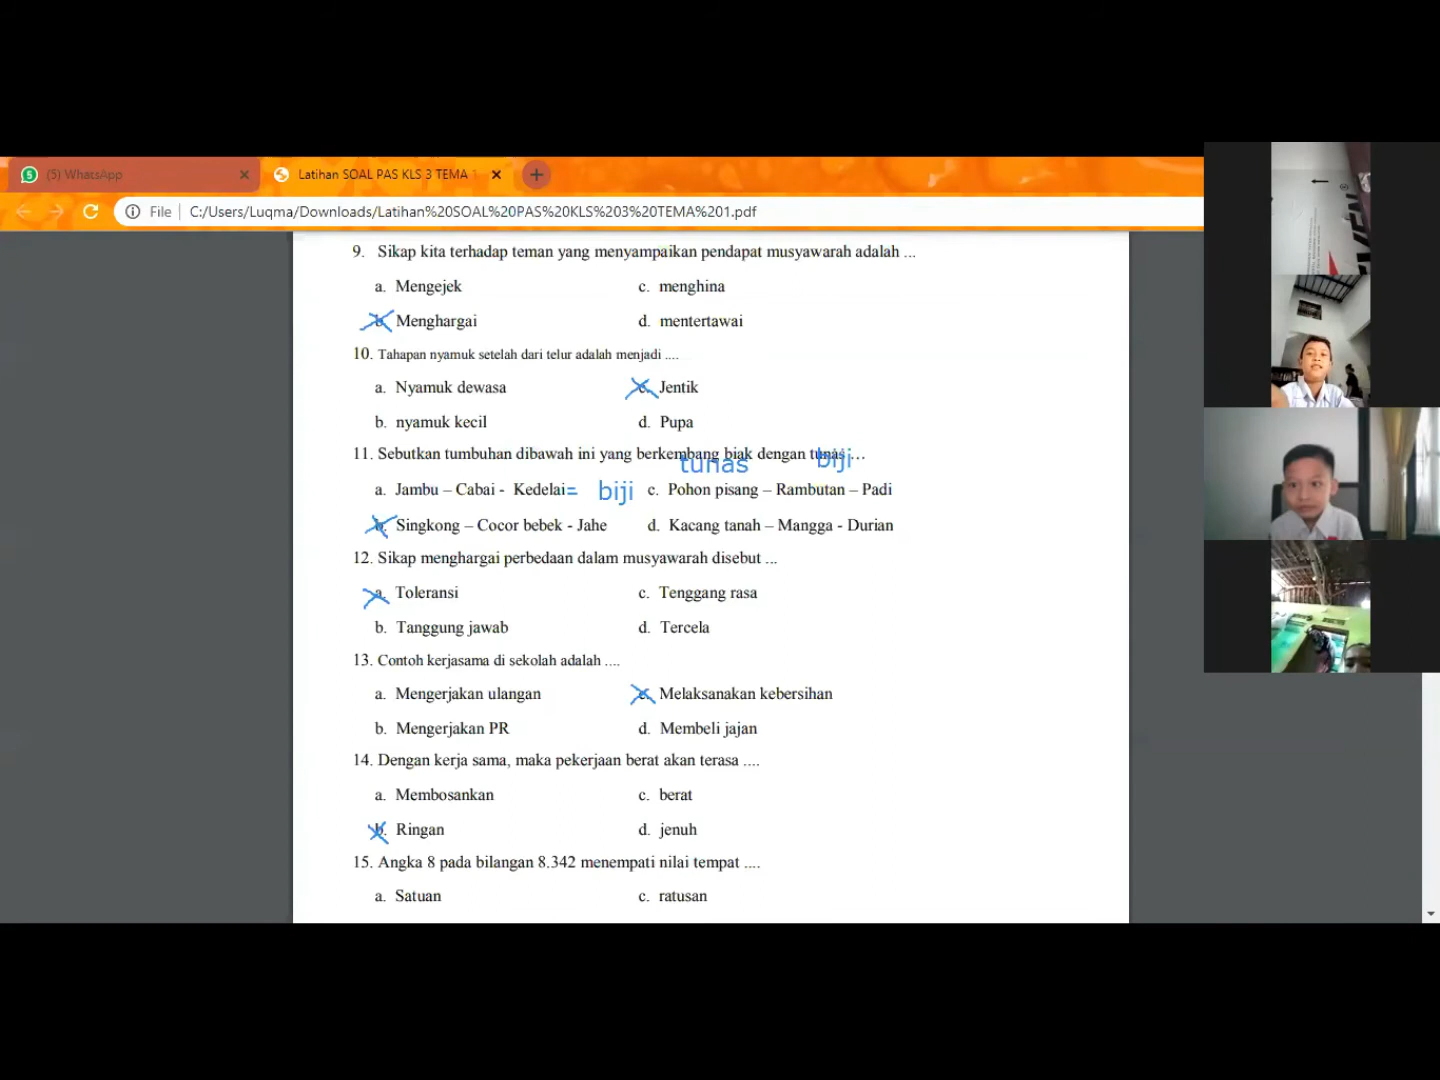 (5) WhatsApp
Latihan SOAL PAS KLS 3 TEMA 1
File C:/Users/Luqma/Downloads/Latihan%20SOAL%20PAS%20KLS%203%20TEMA%201.pdf
9. Sikap kita terhadap teman yang menyampaikan pendapat musyawarah adalah ...
a. Mengejek c. menghina
b. Menghargai d. mentertawai
10. Tahapan nyamuk setelah dari telur adalah menjadi ....
a. Nyamuk dewasa c. Jentik
b. nyamuk kecil d. Pupa
11. Sebutkan tumbuhan dibawah ini yang berkembang biak dengan tunas ...
tunas biji
a. Jambu – Cabai - Kedelai = biji c. Pohon pisang – Rambutan – Padi
b. Singkong – Cocor bebek - Jahe d. Kacang tanah – Mangga - Durian
12. Sikap menghargai perbedaan dalam musyawarah disebut ...
a. Toleransi c. Tenggang rasa
b. Tanggung jawab d. Tercela
13. Contoh kerjasama di sekolah adalah ....
a. Mengerjakan ulangan c. Melaksanakan kebersihan
b. Mengerjakan PR d. Membeli jajan
14. Dengan kerja sama, maka pekerjaan berat akan terasa ....
a. Membosankan c. berat
b. Ringan d. jenuh
15. Angka 8 pada bilangan 8.342 menempati nilai tempat ....
a. Satuan c. ratusan